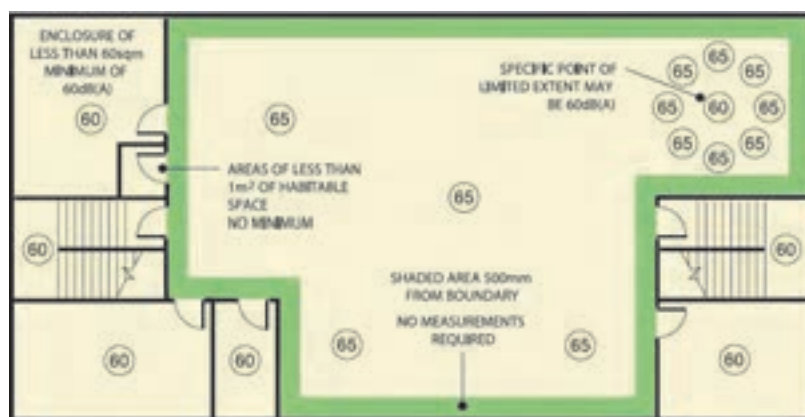 ENCLOSURE OF
LESS THAN 60sqm
MINIMUM OF
60dB(A)
60
65
SPECIFIC POINT OF
LIMITED EXTENT MAY
BE 60dB(A)
65
65
65
65
60
65
65
65
65
AREAS OF LESS THAN
1m² OF HABITABLE
SPACE
NO MINIMUM
65
60
60
SHADED AREA 500mm
FROM BOUNDARY
NO MEASUREMENTS
REQUIRED
65
65
60
60
60